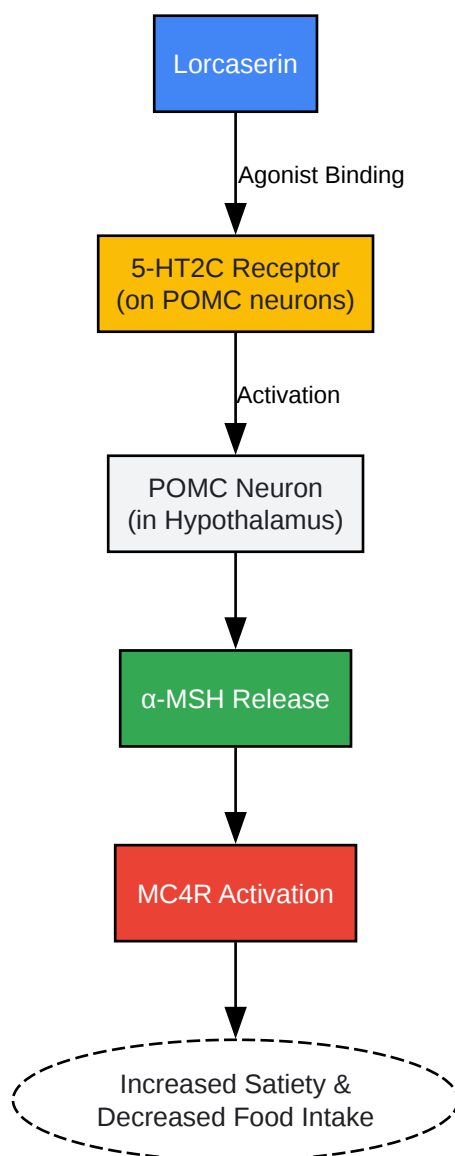 Lorcaserin
Agonist Binding
5-HT2C Receptor
(on POMC neurons)
Activation
POMC Neuron
(in Hypothalamus)
α-MSH Release
MC4R Activation
Increased Satiety &
Decreased Food Intake